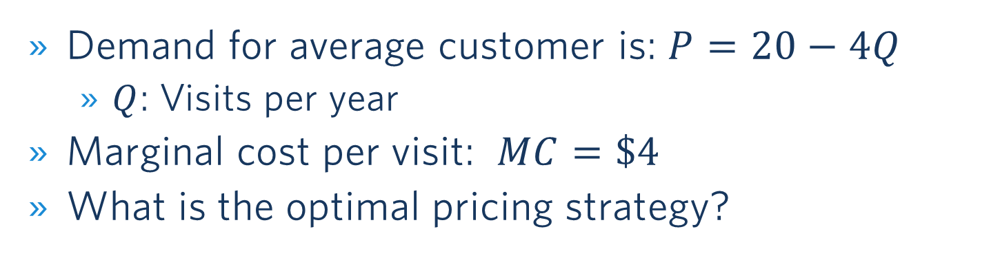 » Demand for average customer is: P = 20 − 4Q
» Q: Visits per year
» Marginal cost per visit: MC = $4
» What is the optimal pricing strategy?